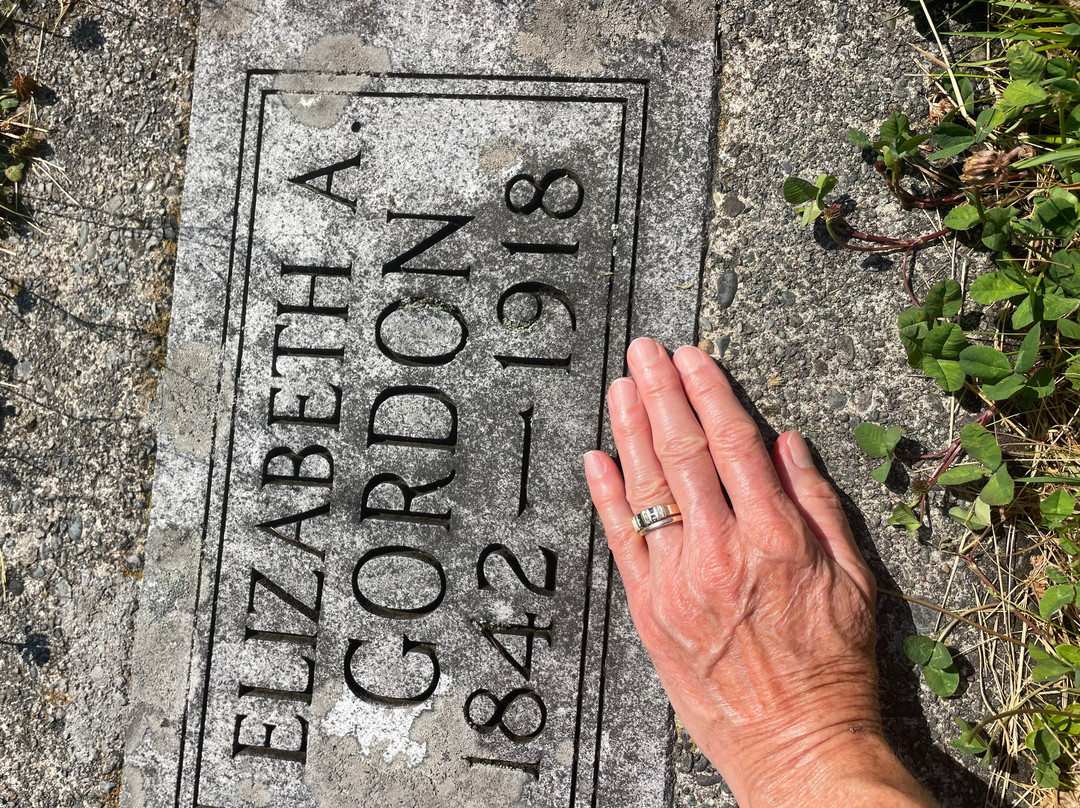 ELIZABETH A.
GORDON
1842—1918